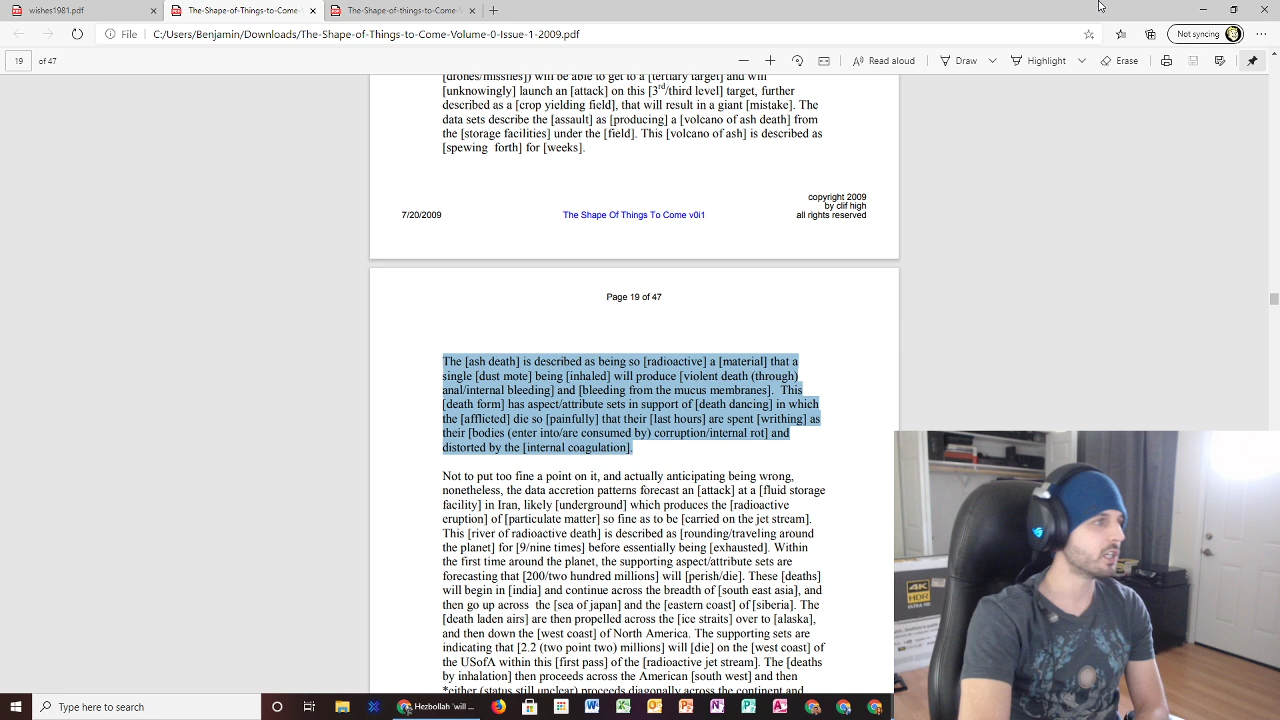 wishes1981.pdf
The-Shape-of-Things-to-Come-
The-Shape-of-things-to-Come-V
File
C:/Users/Benjamin/Downloads/The-Shape-of-Things-to-Come-Volume-0-Issue-1-2009.pdf
Not syncing
19 of 47
Read aloud
Draw
Highlight
Erase
[drones/missiles]) will be able to get to a [tertiary target] and will
[unknowingly] launch an [attack] on this [3rd/third level] target, further
described as a [crop yielding field], that will result in a giant [mistake]. The
data sets describe the [assault] as [producing] a [volcano of ash death] from
the [storage facilities] under the [field]. This [volcano of ash] is described as
[spewing forth] for [weeks].
copyright 2009
by clif high
7/20/2009 The Shape Of Things To Come v0i1 all rights reserved
Page 19 of 47
The [ash death] is described as being so [radioactive] a [material] that a
single [dust mote] being [inhaled] will produce [violent death (through)
anal/internal bleeding] and [bleeding from the mucus membranes]. This
[death form] has aspect/attribute sets in support of [death dancing] in which
the [afflicted] die so [painfully] that their [last hours] are spent [writhing] as
their [bodies (enter into/are consumed by) corruption/internal rot] and
distorted by the [internal coagulation].
Not to put too fine a point on it, and actually anticipating being wrong,
nonetheless, the data accretion patterns forecast an [attack] at a [fluid storage
facility] in Iran, likely [underground] which produces the [radioactive
eruption] of [particulate matter] so fine as to be [carried on the jet stream].
This [river of radioactive death] is described as [rounding/traveling around
the planet] for [9/nine times] before essentially being [exhausted]. Within
the first time around the planet, the supporting aspect/attribute sets are
forecasting that [200/two hundred millions] will [perish/die]. These [deaths]
will begin in [india] and continue across the breadth of [south east asia], and
then go up across the [sea of japan] and the [eastern coast] of [siberia]. The
[death laden airs] are then propelled across the [ice straits] over to [alaska],
and then down the [west coast] of North America. The supporting sets are
indicating that [2.2 (two point two) millions] will [die] on the [west coast] of
the USofA within this [first pass] of the [radioactive jet stream]. The [deaths
by inhalation] then proceeds across the American [south west] and then
*either (status still unclear) proceeds diagonally across the continent and
4K
HDR
ULTRA HD
Type here to search
Hezbollah 'will ...